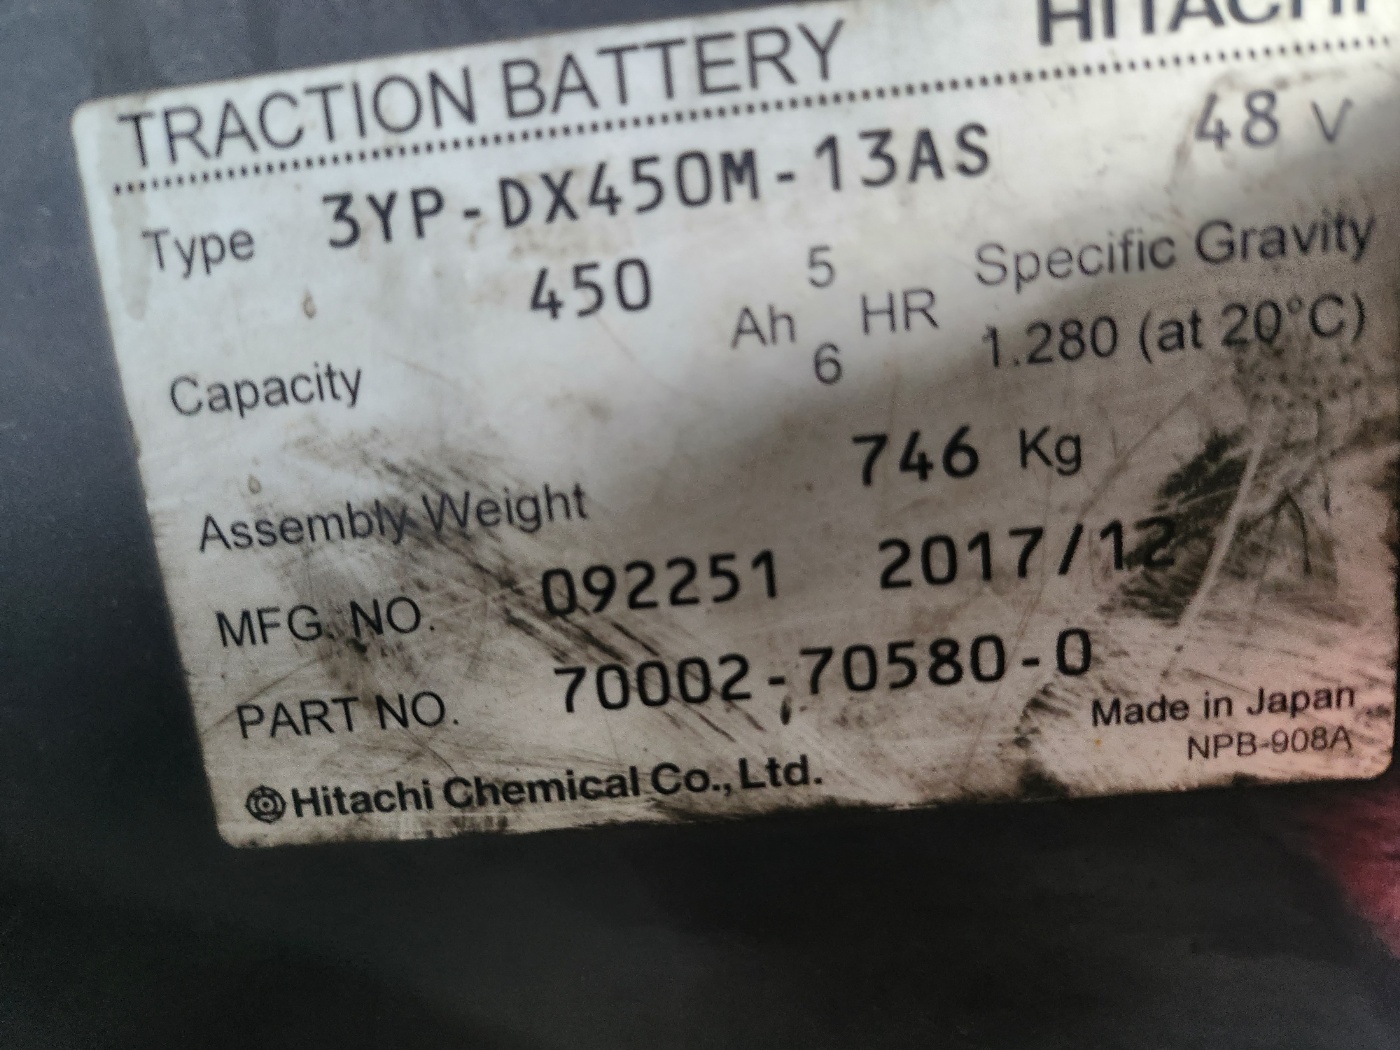 TRACTION BATTERY HITACHI
Type 3YP-DX450M-13AS 48 V
Capacity 450 Ah 5 HR Specific Gravity
6 1.280 (at 20°C)
Assembly Weight 746 Kg
MFG. NO. 092251 2017/12
PART NO. 70002-70580-0
Made in Japan
Hitachi Chemical Co., Ltd. NPB-908A